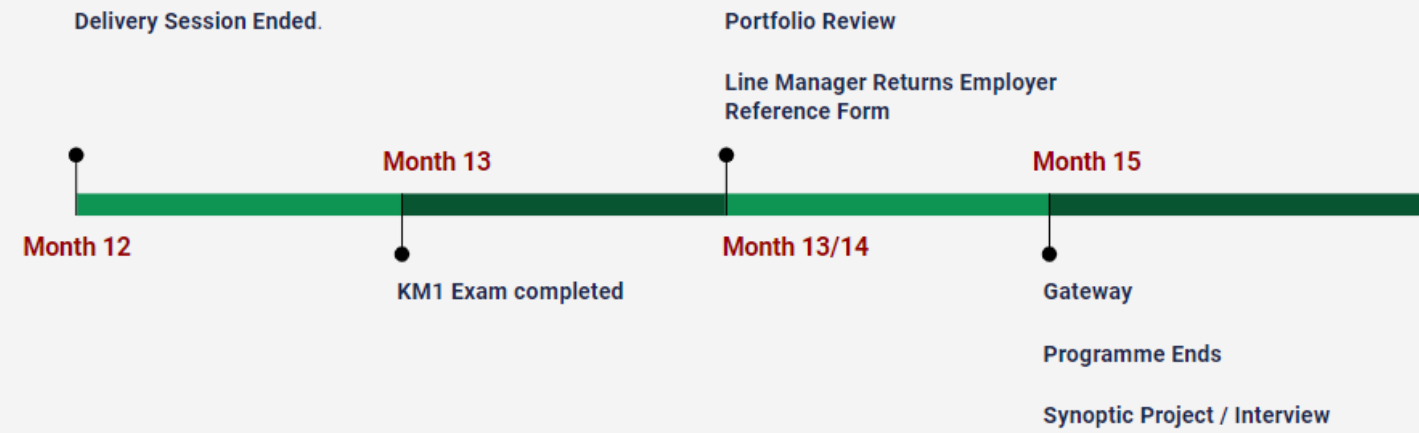 Delivery Session Ended.
Portfolio Review
Line Manager Returns Employer
Reference Form
Month 13
Month 15
Month 12
Month 13/14
KM1 Exam completed
Gateway
Programme Ends
Synoptic Project / Interview